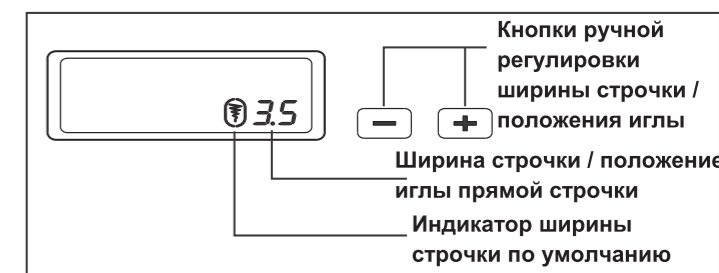 Кнопки ручной
регулировки
ширины строчки /
положения иглы
3.5
− +
Ширина строчки / положение
иглы прямой строчки
Индикатор ширины
строчки по умолчанию